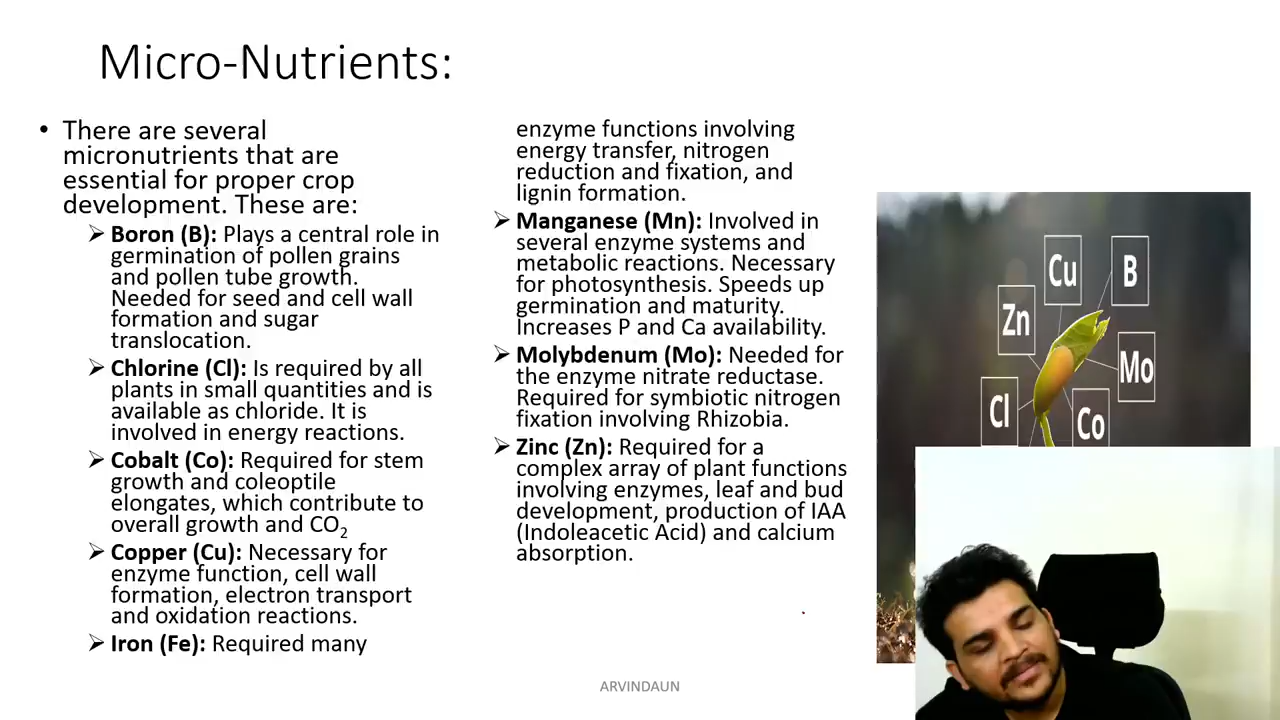 Micro-Nutrients:
• There are several
micronutrients that are
essential for proper crop
development. These are:
➢ Boron (B): Plays a central role in
germination of pollen grains
and pollen tube growth.
Needed for seed and cell wall
formation and sugar
translocation.
➢ Chlorine (Cl): Is required by all
plants in small quantities and is
available as chloride. It is
involved in energy reactions.
➢ Cobalt (Co): Required for stem
growth and coleoptile
elongates, which contribute to
overall growth and CO₂
➢ Copper (Cu): Necessary for
enzyme function, cell wall
formation, electron transport
and oxidation reactions.
➢ Iron (Fe): Required many
enzyme functions involving
energy transfer, nitrogen
reduction and fixation, and
lignin formation.
➢ Manganese (Mn): Involved in
several enzyme systems and
metabolic reactions. Necessary
for photosynthesis. Speeds up
germination and maturity.
Increases P and Ca availability.
➢ Molybdenum (Mo): Needed for
the enzyme nitrate reductase.
Required for symbiotic nitrogen
fixation involving Rhizobia.
➢ Zinc (Zn): Required for a
complex array of plant functions
involving enzymes, leaf and bud
development, production of IAA
(Indoleacetic Acid) and calcium
absorption.
Cu
B
Zn
Mo
Cl
Co
ARVINDAUN